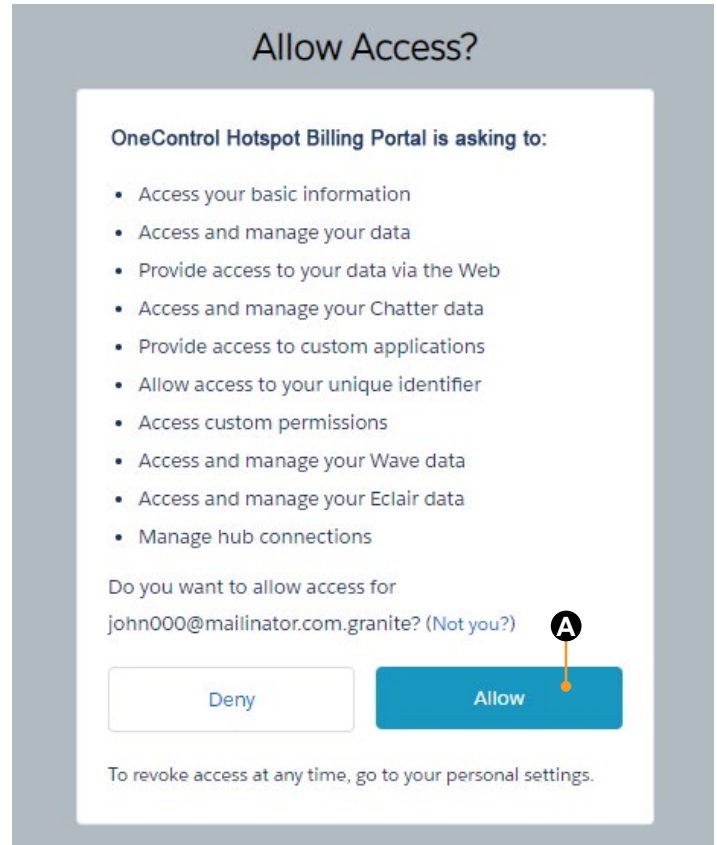 Allow Access?
OneControl Hotspot Billing Portal is asking to:
• Access your basic information
• Access and manage your data
• Provide access to your data via the Web
• Access and manage your Chatter data
• Provide access to custom applications
• Allow access to your unique identifier
• Access custom permissions
• Access and manage your Wave data
• Access and manage your Eclair data
• Manage hub connections
Do you want to allow access for
john000@mailinator.com.granite? (Not you?)
A
Deny
Allow
To revoke access at any time, go to your personal settings.